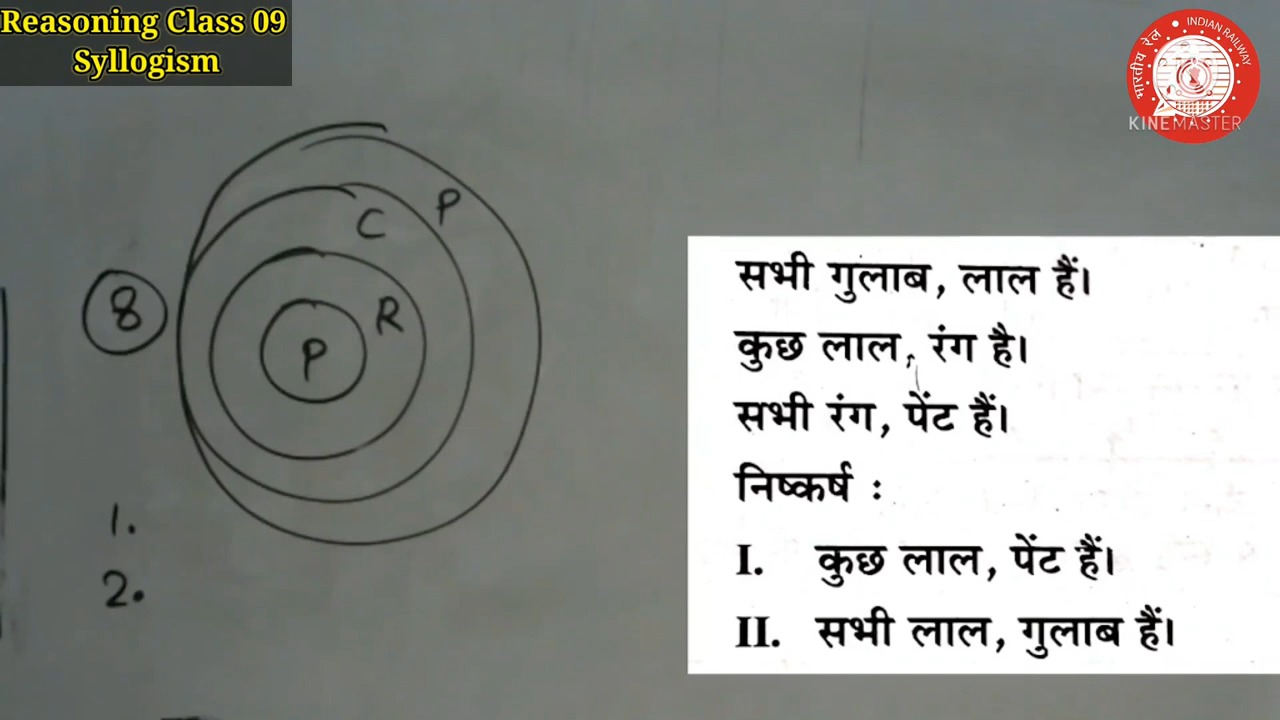 Reasoning Class 09
Syllogism
भारतीय रेल
INDIAN RAILWAY
KINEMASTER
8
P
C
R
P
1.
2.
सभी गुलाब, लाल हैं।
कुछ लाल, रंग है।
सभी रंग, पेंट हैं।
निष्कर्ष :
I. कुछ लाल, पेंट हैं।
II. सभी लाल, गुलाब हैं।